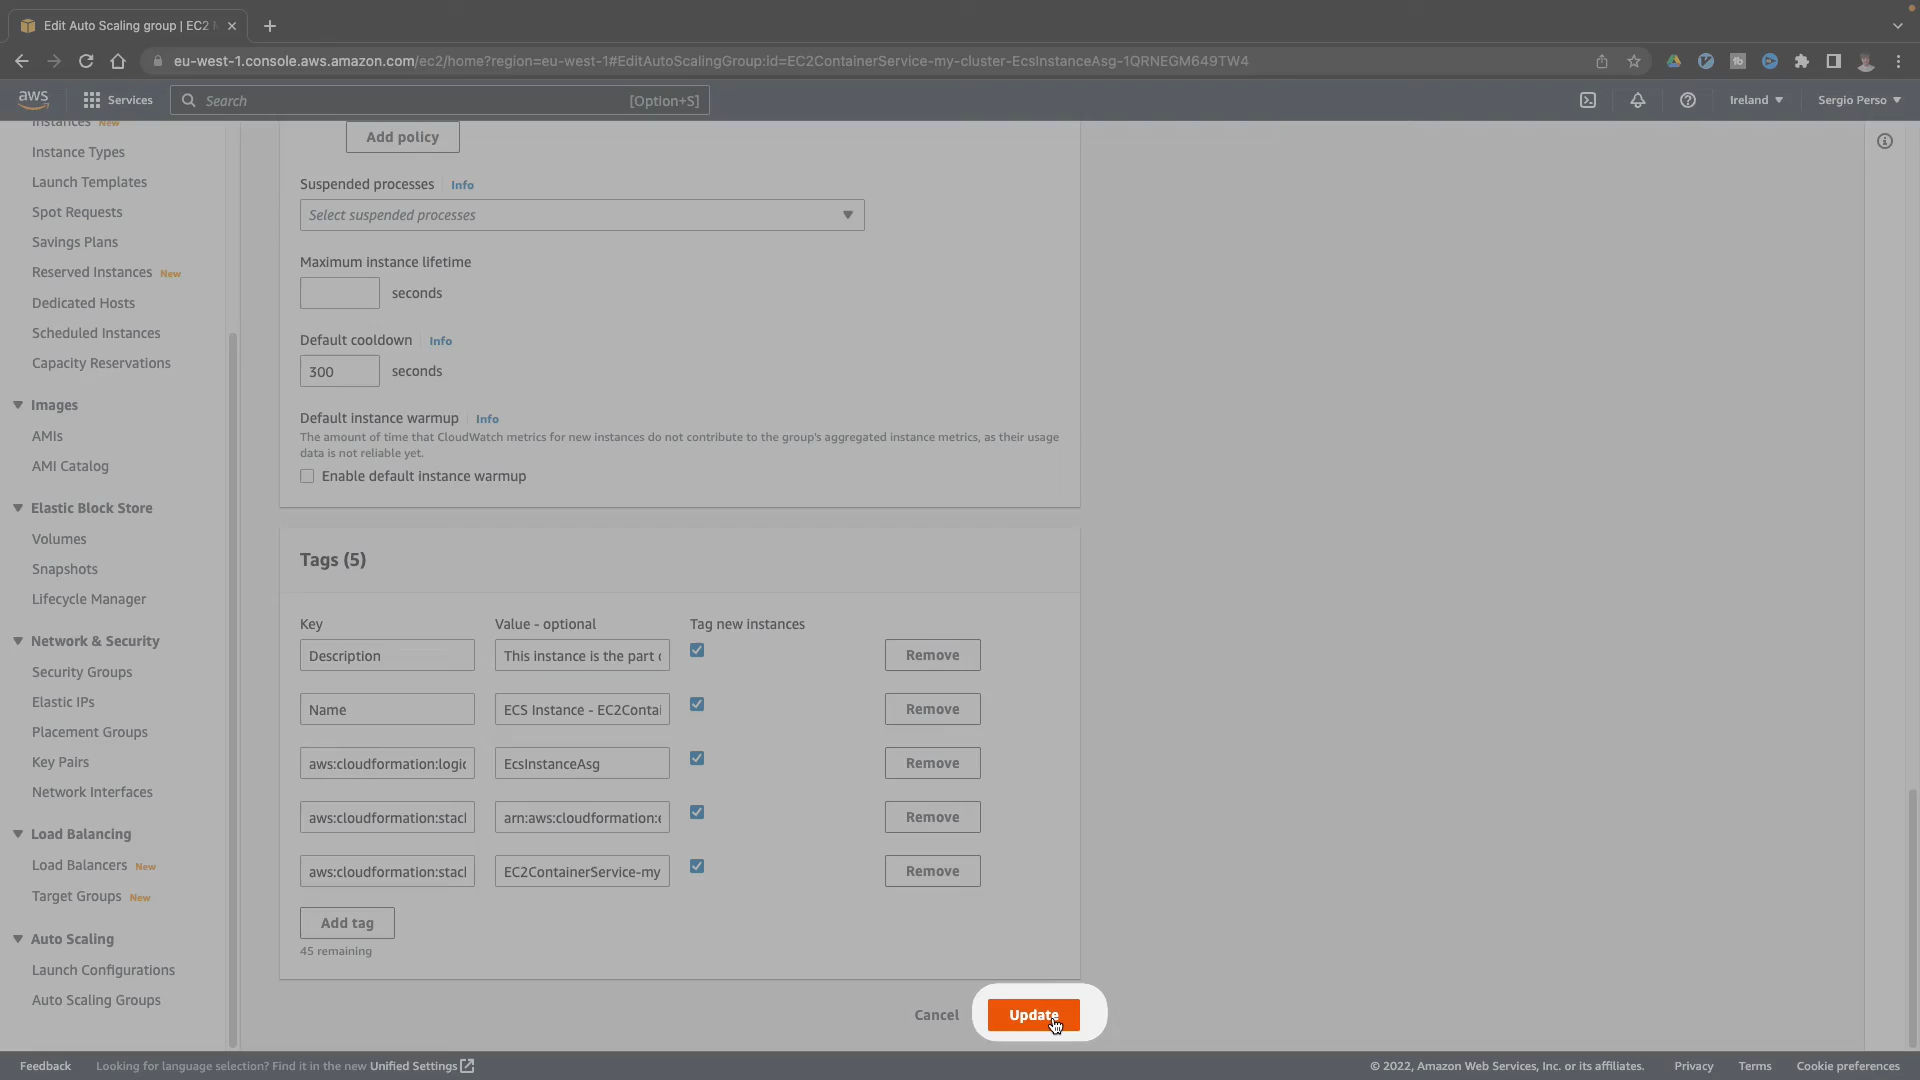 Edit Auto Scaling group | EC2 M
eu-west-1.console.aws.amazon.com/ec2/home?region=eu-west-1#EditAutoScalingGroup:id=EC2ContainerService-my-cluster-EcsInstanceAsg-1QRNEGM649TW4
aws
Services
Search
[Option+S]
Ireland
Sergio Perso
Instances New
Instance Types
Launch Templates
Spot Requests
Savings Plans
Reserved Instances New
Dedicated Hosts
Scheduled Instances
Capacity Reservations
Images
AMIs
AMI Catalog
Elastic Block Store
Volumes
Snapshots
Lifecycle Manager
Network & Security
Security Groups
Elastic IPs
Placement Groups
Key Pairs
Network Interfaces
Load Balancing
Load Balancers New
Target Groups New
Auto Scaling
Launch Configurations
Auto Scaling Groups
Add policy
Suspended processes Info
Select suspended processes
Maximum instance lifetime
seconds
Default cooldown Info
300 seconds
Default instance warmup Info
The amount of time that CloudWatch metrics for new instances do not contribute to the group's aggregated instance metrics, as their usage
data is not reliable yet.
Enable default instance warmup
Tags (5)
Key Value - optional Tag new instances
Description This instance is the part Remove
Name ECS Instance - EC2Contai Remove
aws:cloudformation:logic EcsInstanceAsg Remove
aws:cloudformation:stacl arn:aws:cloudformation: Remove
aws:cloudformation:stacl EC2ContainerService-my Remove
Add tag
45 remaining
Cancel Update
Feedback Looking for language selection? Find it in the new Unified Settings
© 2022, Amazon Web Services, Inc. or its affiliates. Privacy Terms Cookie preferences